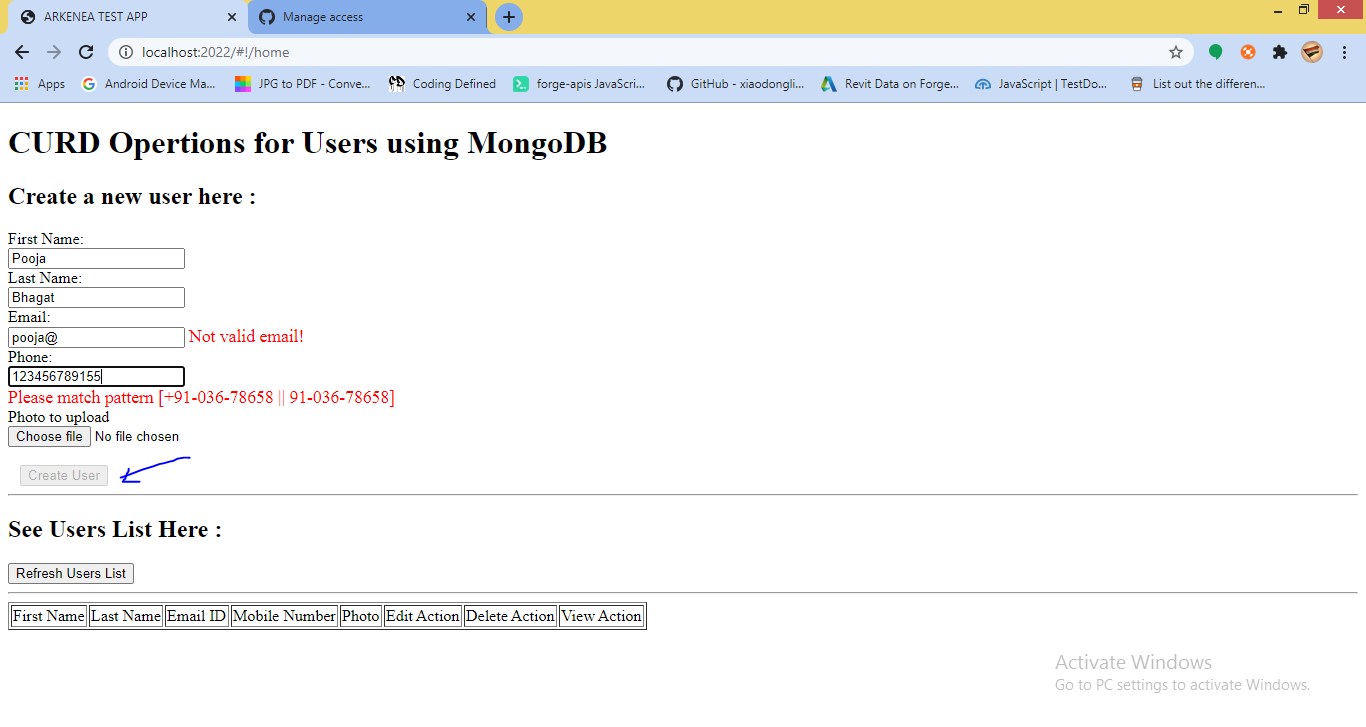 ARKENEA TEST APP
Manage access
localhost:2022/#!/home
Apps
Android Device Ma...
JPG to PDF - Conve...
Coding Defined
forge-apis JavaScri...
GitHub - xiaodongli...
Revit Data on Forge...
JavaScript | TestDo...
List out the differen...
CURD Opertions for Users using MongoDB
Create a new user here :
First Name:
Pooja
Last Name:
Bhagat
Email:
pooja@ Not valid email!
Phone:
123456789155
Please match pattern [+91-036-78658 || 91-036-78658]
Photo to upload
Choose file No file chosen
Create User
See Users List Here :
Refresh Users List
First Name Last Name Email ID Mobile Number Photo Edit Action Delete Action View Action
Activate Windows
Go to PC settings to activate Windows.